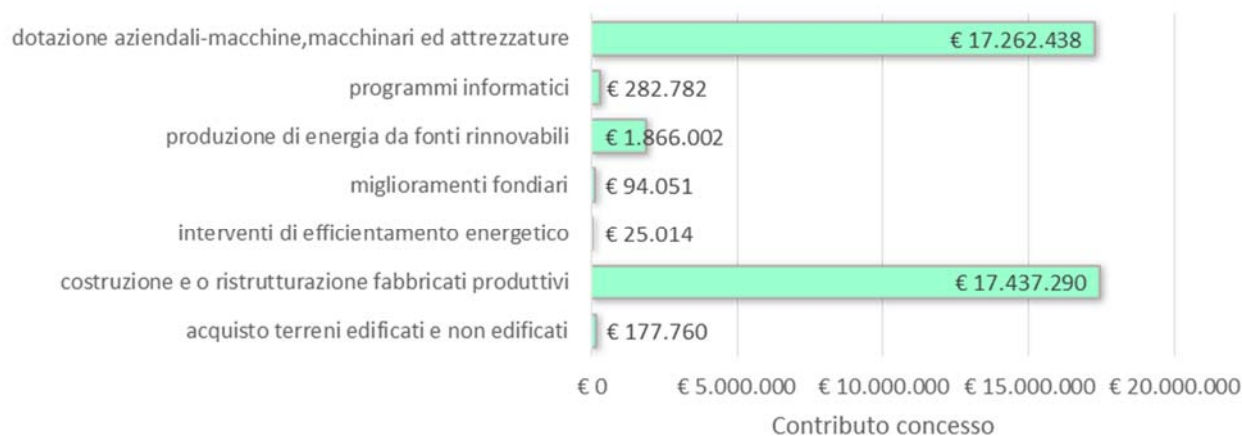 dotazione aziendali-macchine,macchinari ed attrezzature € 17.262.438
programmi informatici € 282.782
produzione di energia da fonti rinnovabili € 1.866.002
miglioramenti fondiari € 94.051
interventi di efficientamento energetico € 25.014
costruzione e o ristrutturazione fabbricati produttivi € 17.437.290
acquisto terreni edificati e non edificati € 177.760
€ 0 € 5.000.000 € 10.000.000 € 15.000.000 € 20.000.000
Contributo concesso